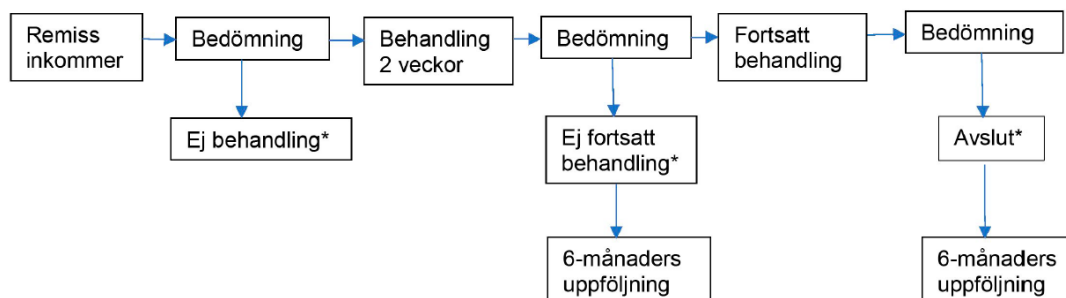 Remiss
inkommer
Bedömning
Behandling
2 veckor
Bedömning
Fortsatt
behandling
Bedömning
Ej behandling*
Ej fortsatt
behandling*
Avslut*
6-månaders
uppföljning
6-månaders
uppföljning